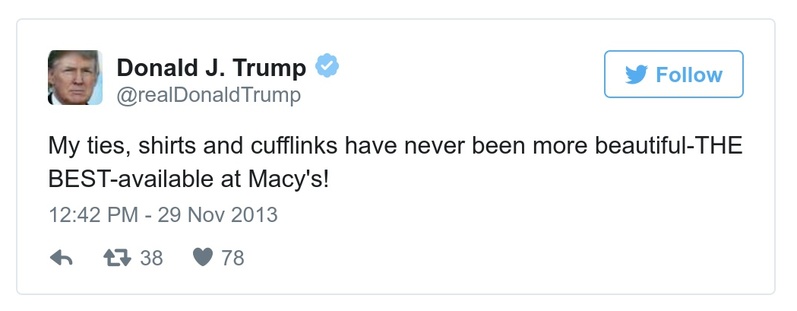 Donald J. Trump
@realDonaldTrump
Follow
My ties, shirts and cufflinks have never been more beautiful-THE
BEST-available at Macy's!
12:42 PM - 29 Nov 2013
38 78